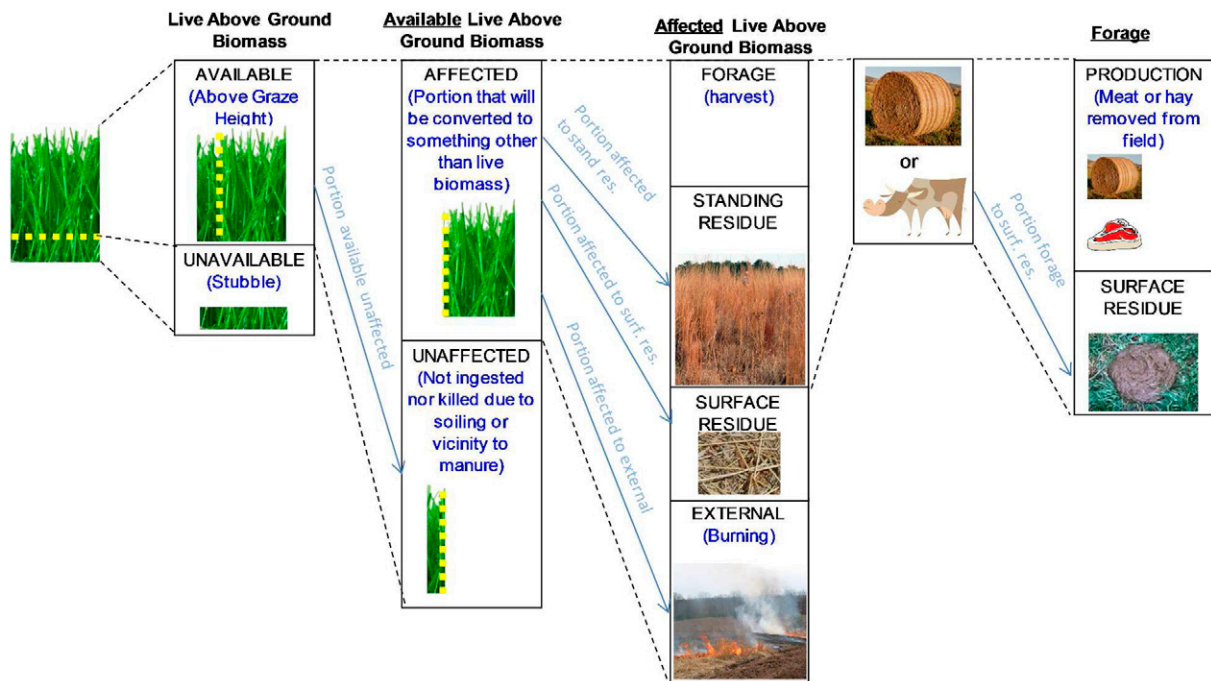 Live Above Ground
Biomass
AVAILABLE
(Above Graze
Height)
UNAVAILABLE
(Stubble)
Portion available unaffected
Available Live Above
Ground Biomass
AFFECTED
(Portion that will
be converted to
something other
than live
biomass)
UNAFFECTED
(Not ingested
nor killed due to
soiling or
vicinity to
manure)
Portion affected
to stand res.
Portion affected to surf. res.
Portion affected to external
Affected Live Above
Ground Biomass
FORAGE
(harvest)
STANDING
RESIDUE
SURFACE
RESIDUE
EXTERNAL
(Burning)
or
Portion forage
to surf. res.
Forage
PRODUCTION
(Meat or hay
removed from
field)
SURFACE
RESIDUE